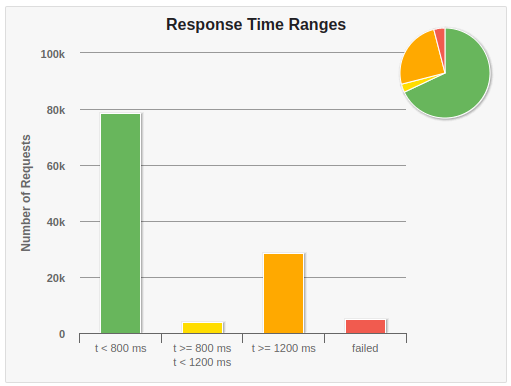 Response Time Ranges
100k
80k
60k
40k
20k
0
Number of Requests
t < 800 ms
t >= 800 ms
t < 1200 ms
t >= 1200 ms
failed